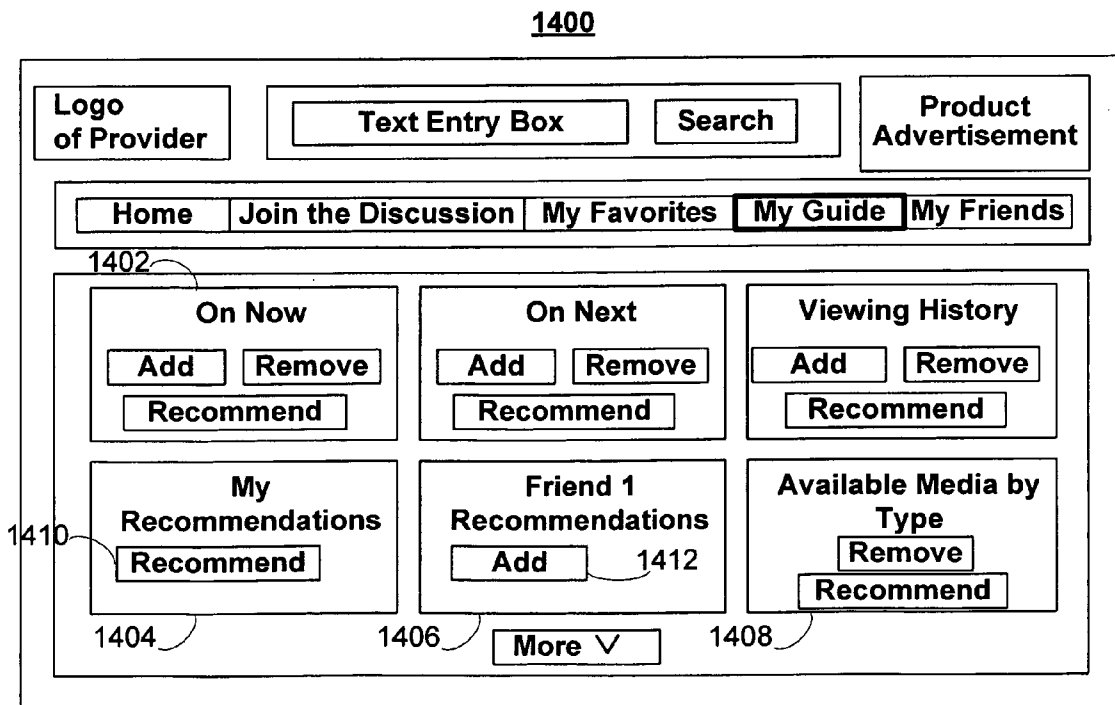 1400
Logo
of Provider
Text Entry Box
Search
Product
Advertisement
Home
Join the Discussion
My Favorites
My Guide
My Friends
1402
On Now
Add
Remove
Recommend
On Next
Add
Remove
Recommend
Viewing History
Add
Remove
Recommend
My
Recommendations
Recommend
1410
1404
Friend 1
Recommendations
Add
1412
1406
Available Media by
Type
Remove
Recommend
1408
More V